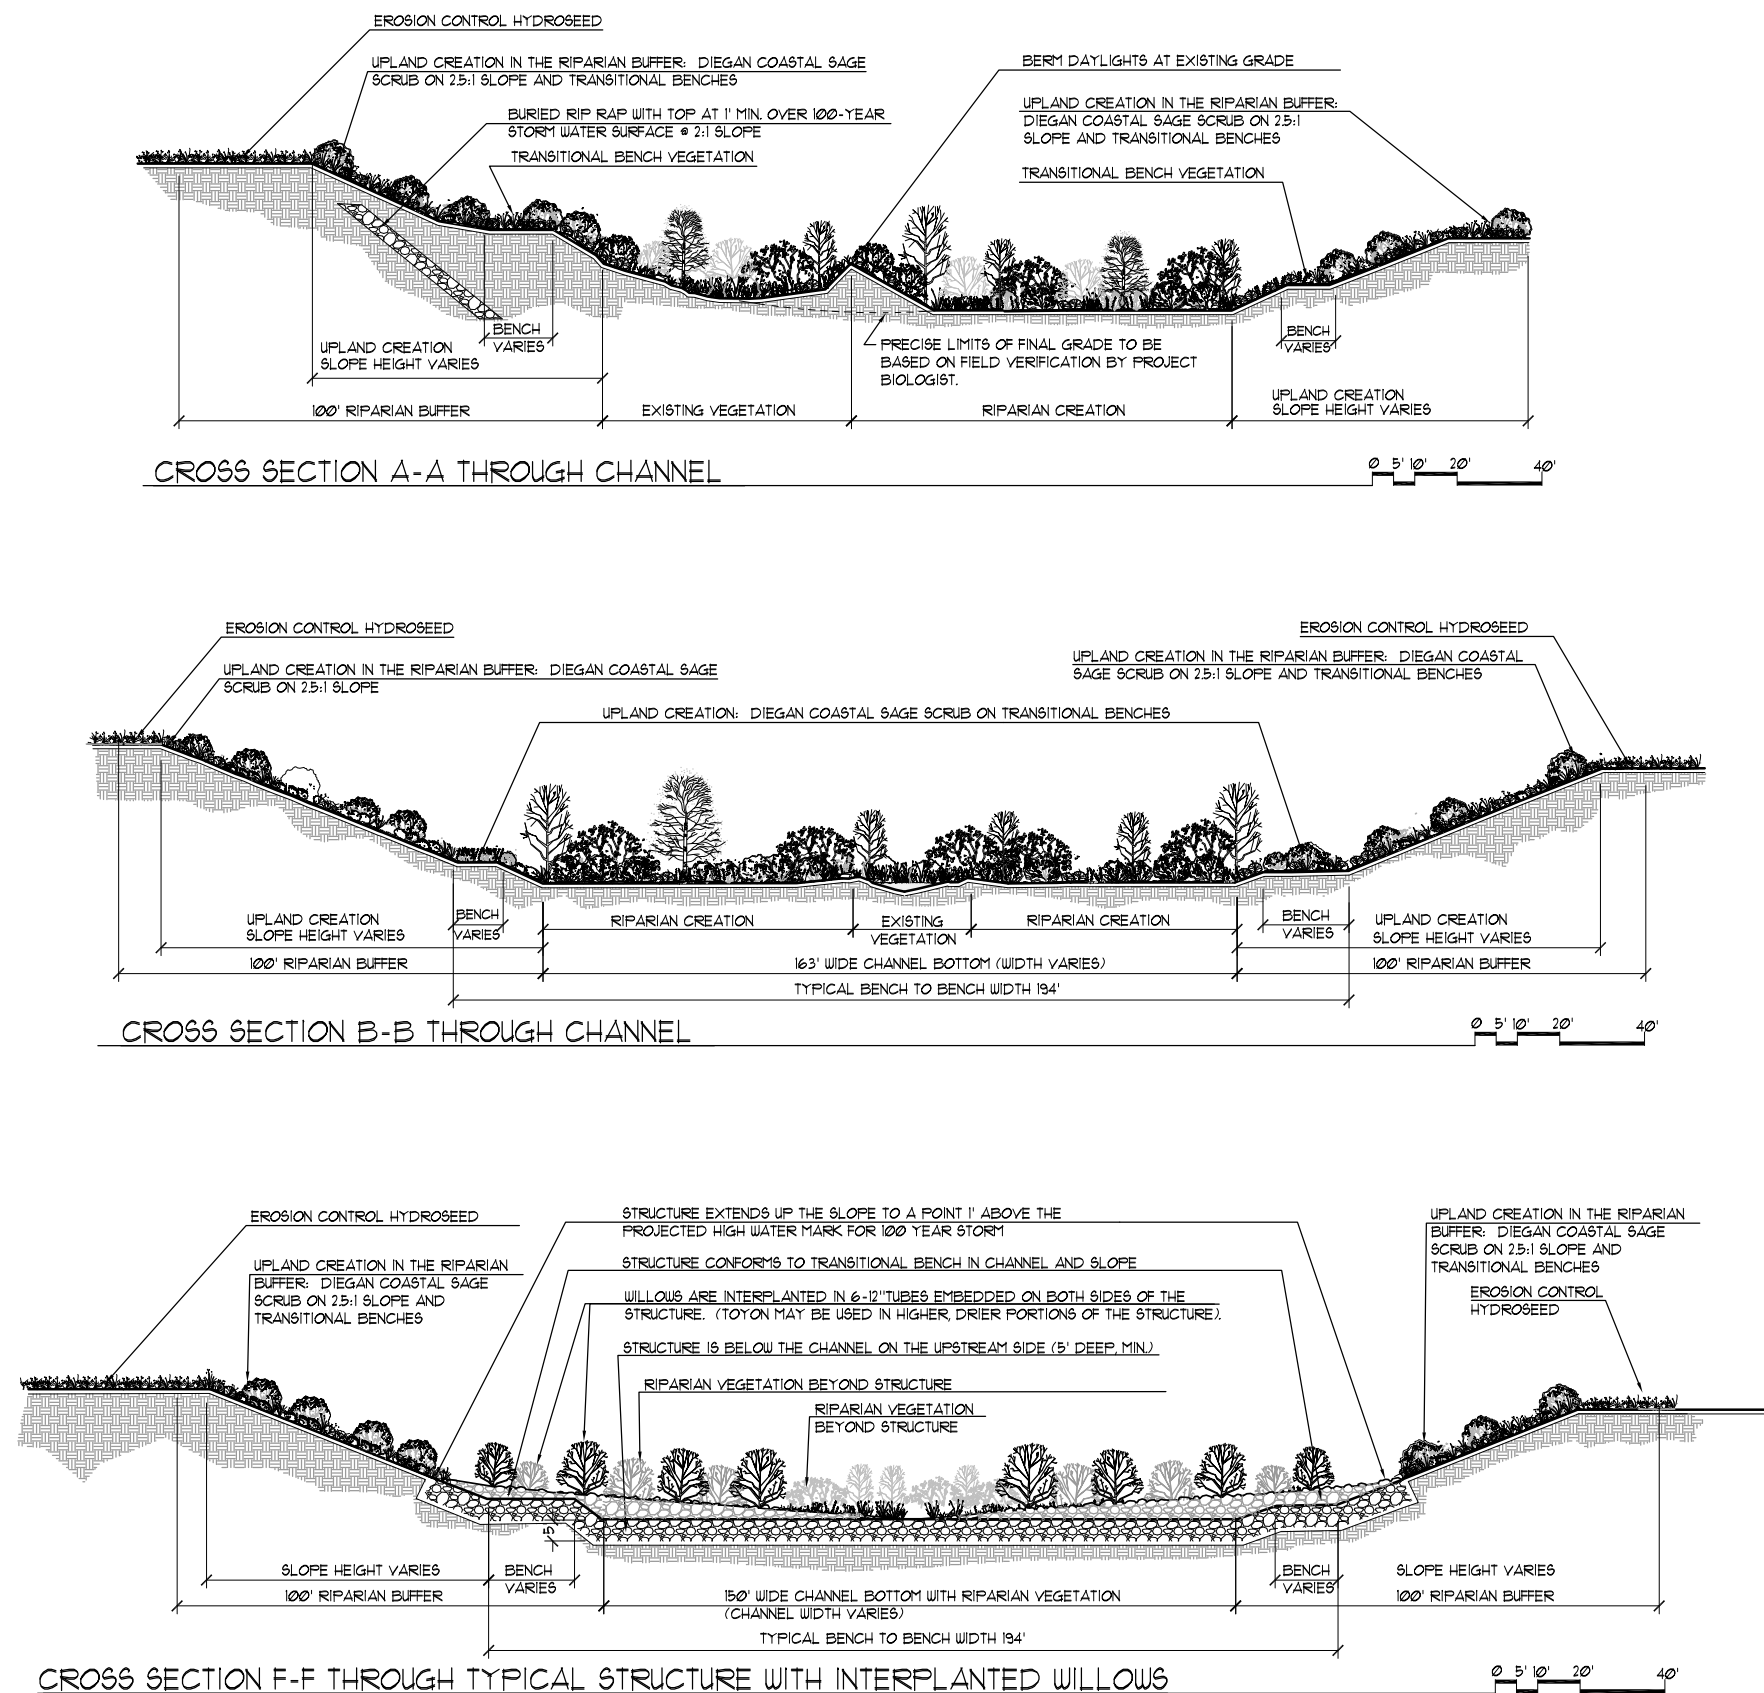 EROSION CONTROL HYDROSEED
UPLAND CREATION IN THE RIPARIAN BUFFER: DIEGAN COASTAL SAGE
SCRUB ON 2.5:1 SLOPE AND TRANSITIONAL BENCHES
BURIED RIP RAP WITH TOP AT 1' MIN. OVER 100-YEAR
STORM WATER SURFACE @ 2:1 SLOPE
TRANSITIONAL BENCH VEGETATION
BERM DAYLIGHTS AT EXISTING GRADE
UPLAND CREATION IN THE RIPARIAN BUFFER:
DIEGAN COASTAL SAGE SCRUB ON 2.5:1
SLOPE AND TRANSITIONAL BENCHES
TRANSITIONAL BENCH VEGETATION
BENCH
VARIES
UPLAND CREATION
SLOPE HEIGHT VARIES
PRECISE LIMITS OF FINAL GRADE TO BE
BASED ON FIELD VERIFICATION BY PROJECT
BIOLOGIST.
BENCH
VARIES
100' RIPARIAN BUFFER
EXISTING VEGETATION
RIPARIAN CREATION
UPLAND CREATION
SLOPE HEIGHT VARIES
CROSS SECTION A-A THROUGH CHANNEL
0 5' 10' 20' 40'
EROSION CONTROL HYDROSEED
UPLAND CREATION IN THE RIPARIAN BUFFER: DIEGAN COASTAL SAGE
SCRUB ON 2.5:1 SLOPE
UPLAND CREATION: DIEGAN COASTAL SAGE SCRUB ON TRANSITIONAL BENCHES
EROSION CONTROL HYDROSEED
UPLAND CREATION IN THE RIPARIAN BUFFER: DIEGAN COASTAL
SAGE SCRUB ON 2.5:1 SLOPE AND TRANSITIONAL BENCHES
UPLAND CREATION
SLOPE HEIGHT VARIES
BENCH
VARIES
RIPARIAN CREATION
EXISTING
VEGETATION
RIPARIAN CREATION
BENCH
VARIES
UPLAND CREATION
SLOPE HEIGHT VARIES
100' RIPARIAN BUFFER
163' WIDE CHANNEL BOTTOM (WIDTH VARIES)
100' RIPARIAN BUFFER
TYPICAL BENCH TO BENCH WIDTH 194'
CROSS SECTION B-B THROUGH CHANNEL
0 5' 10' 20' 40'
EROSION CONTROL HYDROSEED
UPLAND CREATION IN THE RIPARIAN
BUFFER: DIEGAN COASTAL SAGE
SCRUB ON 2.5:1 SLOPE AND
TRANSITIONAL BENCHES
STRUCTURE EXTENDS UP THE SLOPE TO A POINT 1' ABOVE THE
PROJECTED HIGH WATER MARK FOR 100 YEAR STORM
STRUCTURE CONFORMS TO TRANSITIONAL BENCH IN CHANNEL AND SLOPE
WILLOWS ARE INTERPLANTED IN 6-12"TUBES EMBEDDED ON BOTH SIDES OF THE
STRUCTURE. (TOYON MAY BE USED IN HIGHER, DRIER PORTIONS OF THE STRUCTURE).
STRUCTURE IS BELOW THE CHANNEL ON THE UPSTREAM SIDE (5' DEEP, MIN.)
RIPARIAN VEGETATION BEYOND STRUCTURE
RIPARIAN VEGETATION
BEYOND STRUCTURE
UPLAND CREATION IN THE RIPARIAN
BUFFER: DIEGAN COASTAL SAGE
SCRUB ON 2.5:1 SLOPE AND
TRANSITIONAL BENCHES
EROSION CONTROL
HYDROSEED
5'
SLOPE HEIGHT VARIES
BENCH
VARIES
BENCH
VARIES
SLOPE HEIGHT VARIES
100' RIPARIAN BUFFER
150' WIDE CHANNEL BOTTOM WITH RIPARIAN VEGETATION
(CHANNEL WIDTH VARIES)
100' RIPARIAN BUFFER
TYPICAL BENCH TO BENCH WIDTH 194'
CROSS SECTION F-F THROUGH TYPICAL STRUCTURE WITH INTERPLANTED WILLOWS
0 5' 10' 20' 40'